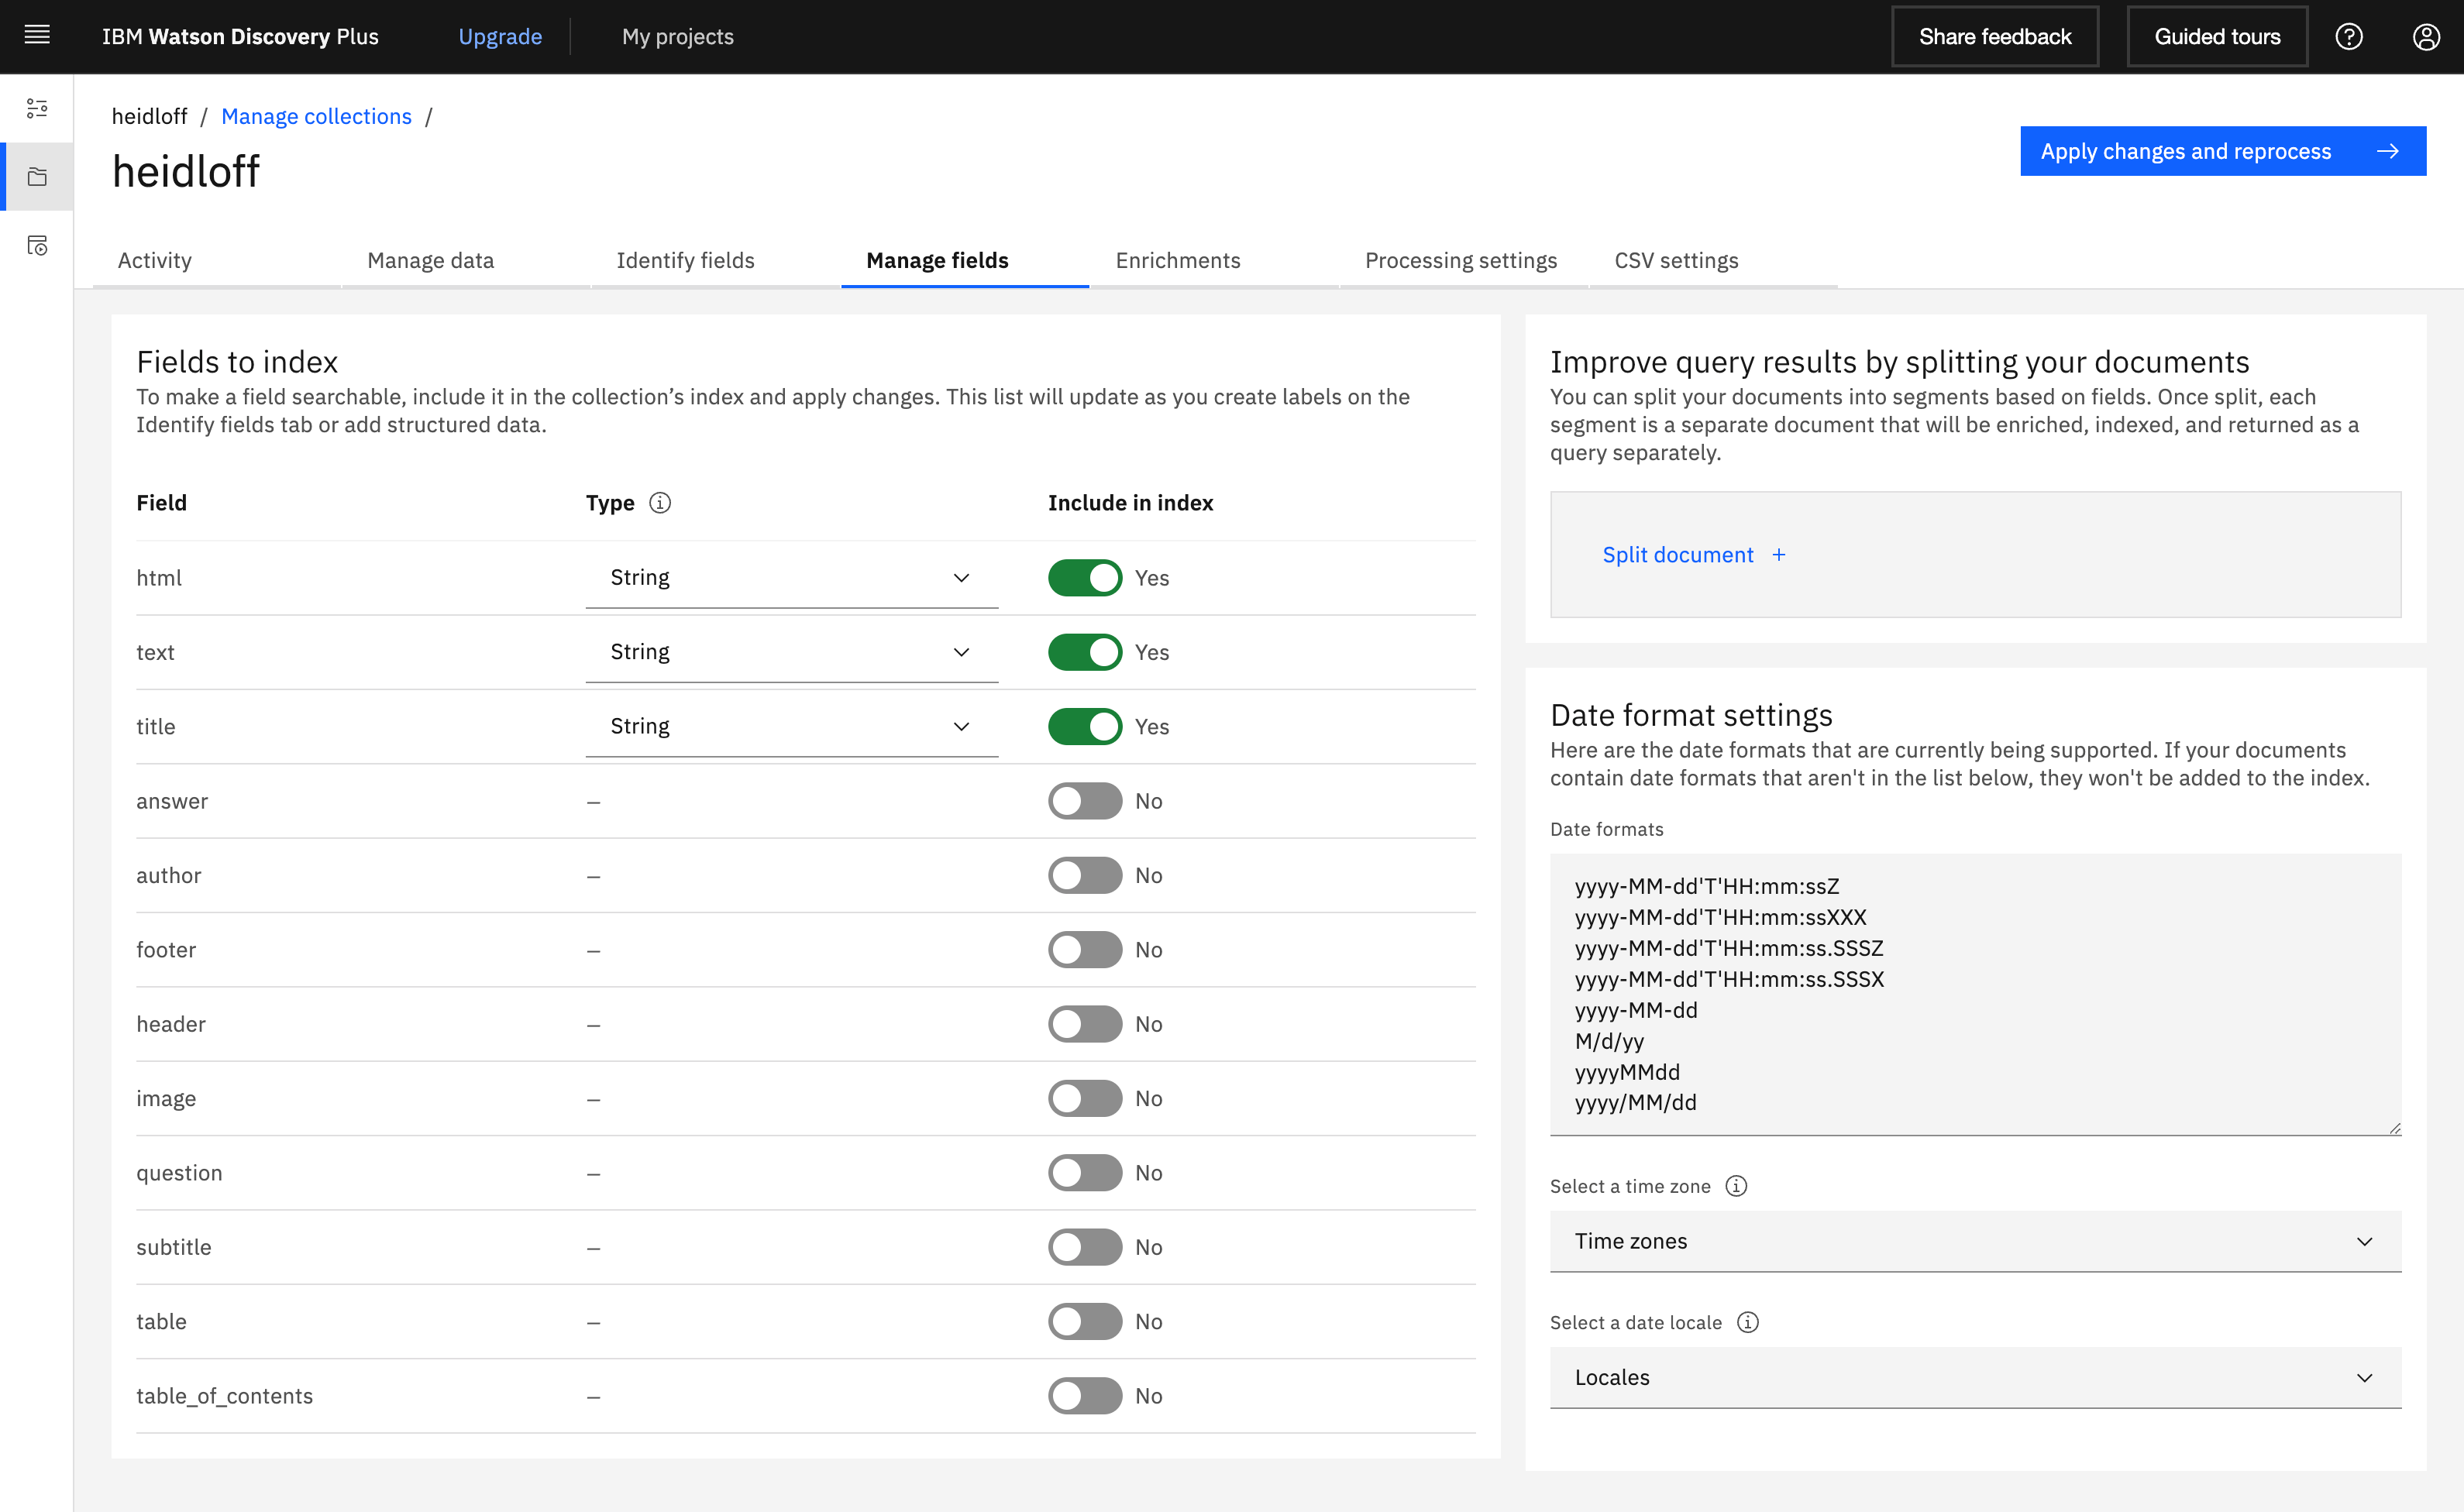 IBM Watson Discovery Plus
Upgrade
My projects
Share feedback
Guided tours
heidloff / Manage collections /
heidloff
Apply changes and reprocess
Activity
Manage data
Identify fields
Manage fields
Enrichments
Processing settings
CSV settings
Fields to index
To make a field searchable, include it in the collection’s index and apply changes. This list will update as you create labels on the
Identify fields tab or add structured data.
Field Type Include in index
html String Yes
text String Yes
title String Yes
answer – No
author – No
footer – No
header – No
image – No
question – No
subtitle – No
table – No
table_of_contents – No
Improve query results by splitting your documents
You can split your documents into segments based on fields. Once split, each
segment is a separate document that will be enriched, indexed, and returned as a
query separately.
Split document +
Date format settings
Here are the date formats that are currently being supported. If your documents
contain date formats that aren't in the list below, they won't be added to the index.
Date formats
yyyy-MM-dd'T'HH:mm:ssZ
yyyy-MM-dd'T'HH:mm:ssXXX
yyyy-MM-dd'T'HH:mm:ss.SSSZ
yyyy-MM-dd'T'HH:mm:ss.SSSX
yyyy-MM-dd
M/d/yy
yyyyMMdd
yyyy/MM/dd
Select a time zone
Time zones
Select a date locale
Locales